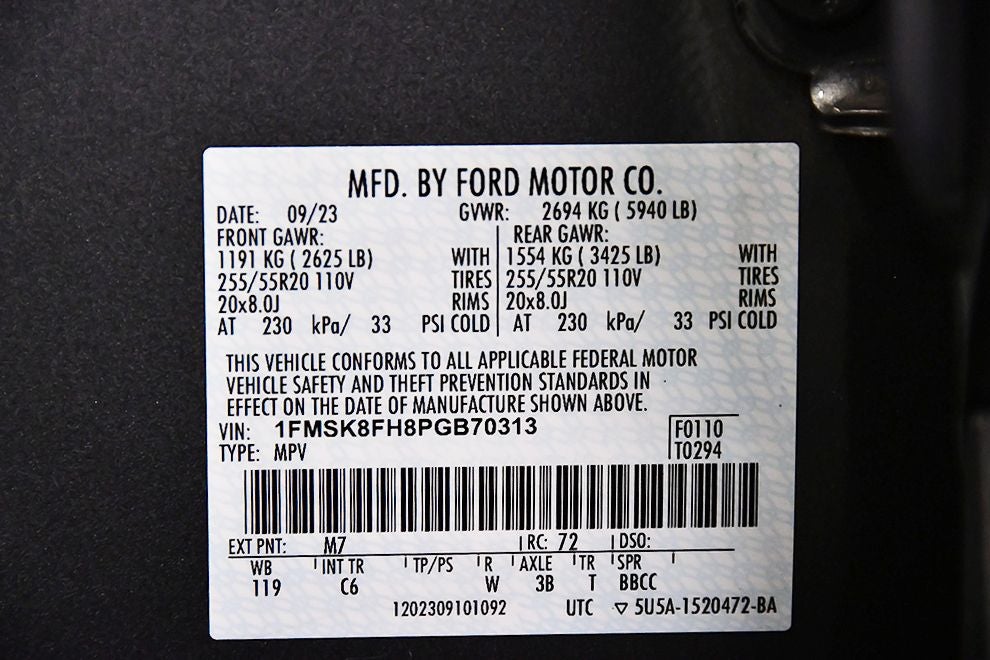 MFD. BY FORD MOTOR CO.
DATE: 09/23 GVWR: 2694 KG ( 5940 LB)
FRONT GAWR: REAR GAWR:
1191 KG ( 2625 LB) WITH 1554 KG ( 3425 LB) WITH
255/55R20 110V TIRES 255/55R20 110V TIRES
20x8.0J RIMS 20x8.0J RIMS
AT 230 kPa/ 33 PSI COLD AT 230 kPa/ 33 PSI COLD
THIS VEHICLE CONFORMS TO ALL APPLICABLE FEDERAL MOTOR
VEHICLE SAFETY AND THEFT PREVENTION STANDARDS IN
EFFECT ON THE DATE OF MANUFACTURE SHOWN ABOVE.
VIN: 1FMSK8FH8PGB70313 F0110
TYPE: MPV T0294
EXT PNT: M7 RC: 72 DSO:
WB INT TR TP/PS R AXLE TR SPR
119 C6 W 3B T BBCC
1202309101092 UTC ▽ 5U5A-1520472-BA